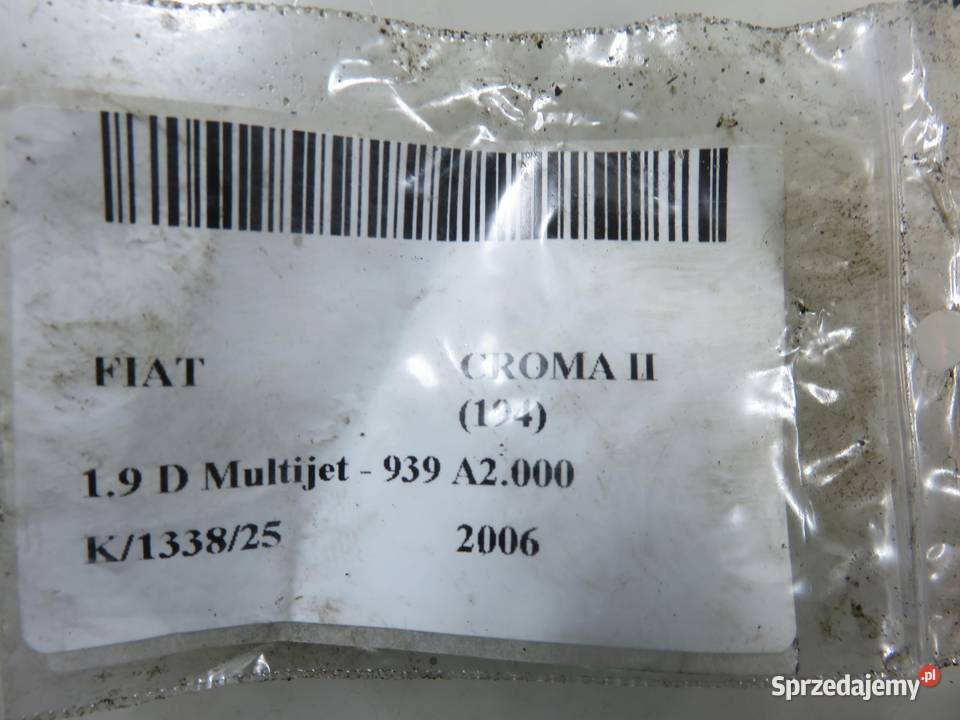 FIAT CROMA II
(194)
1.9 D Multijet - 939 A2.000
K/1338/25 2006
Sprzedajemy.pl